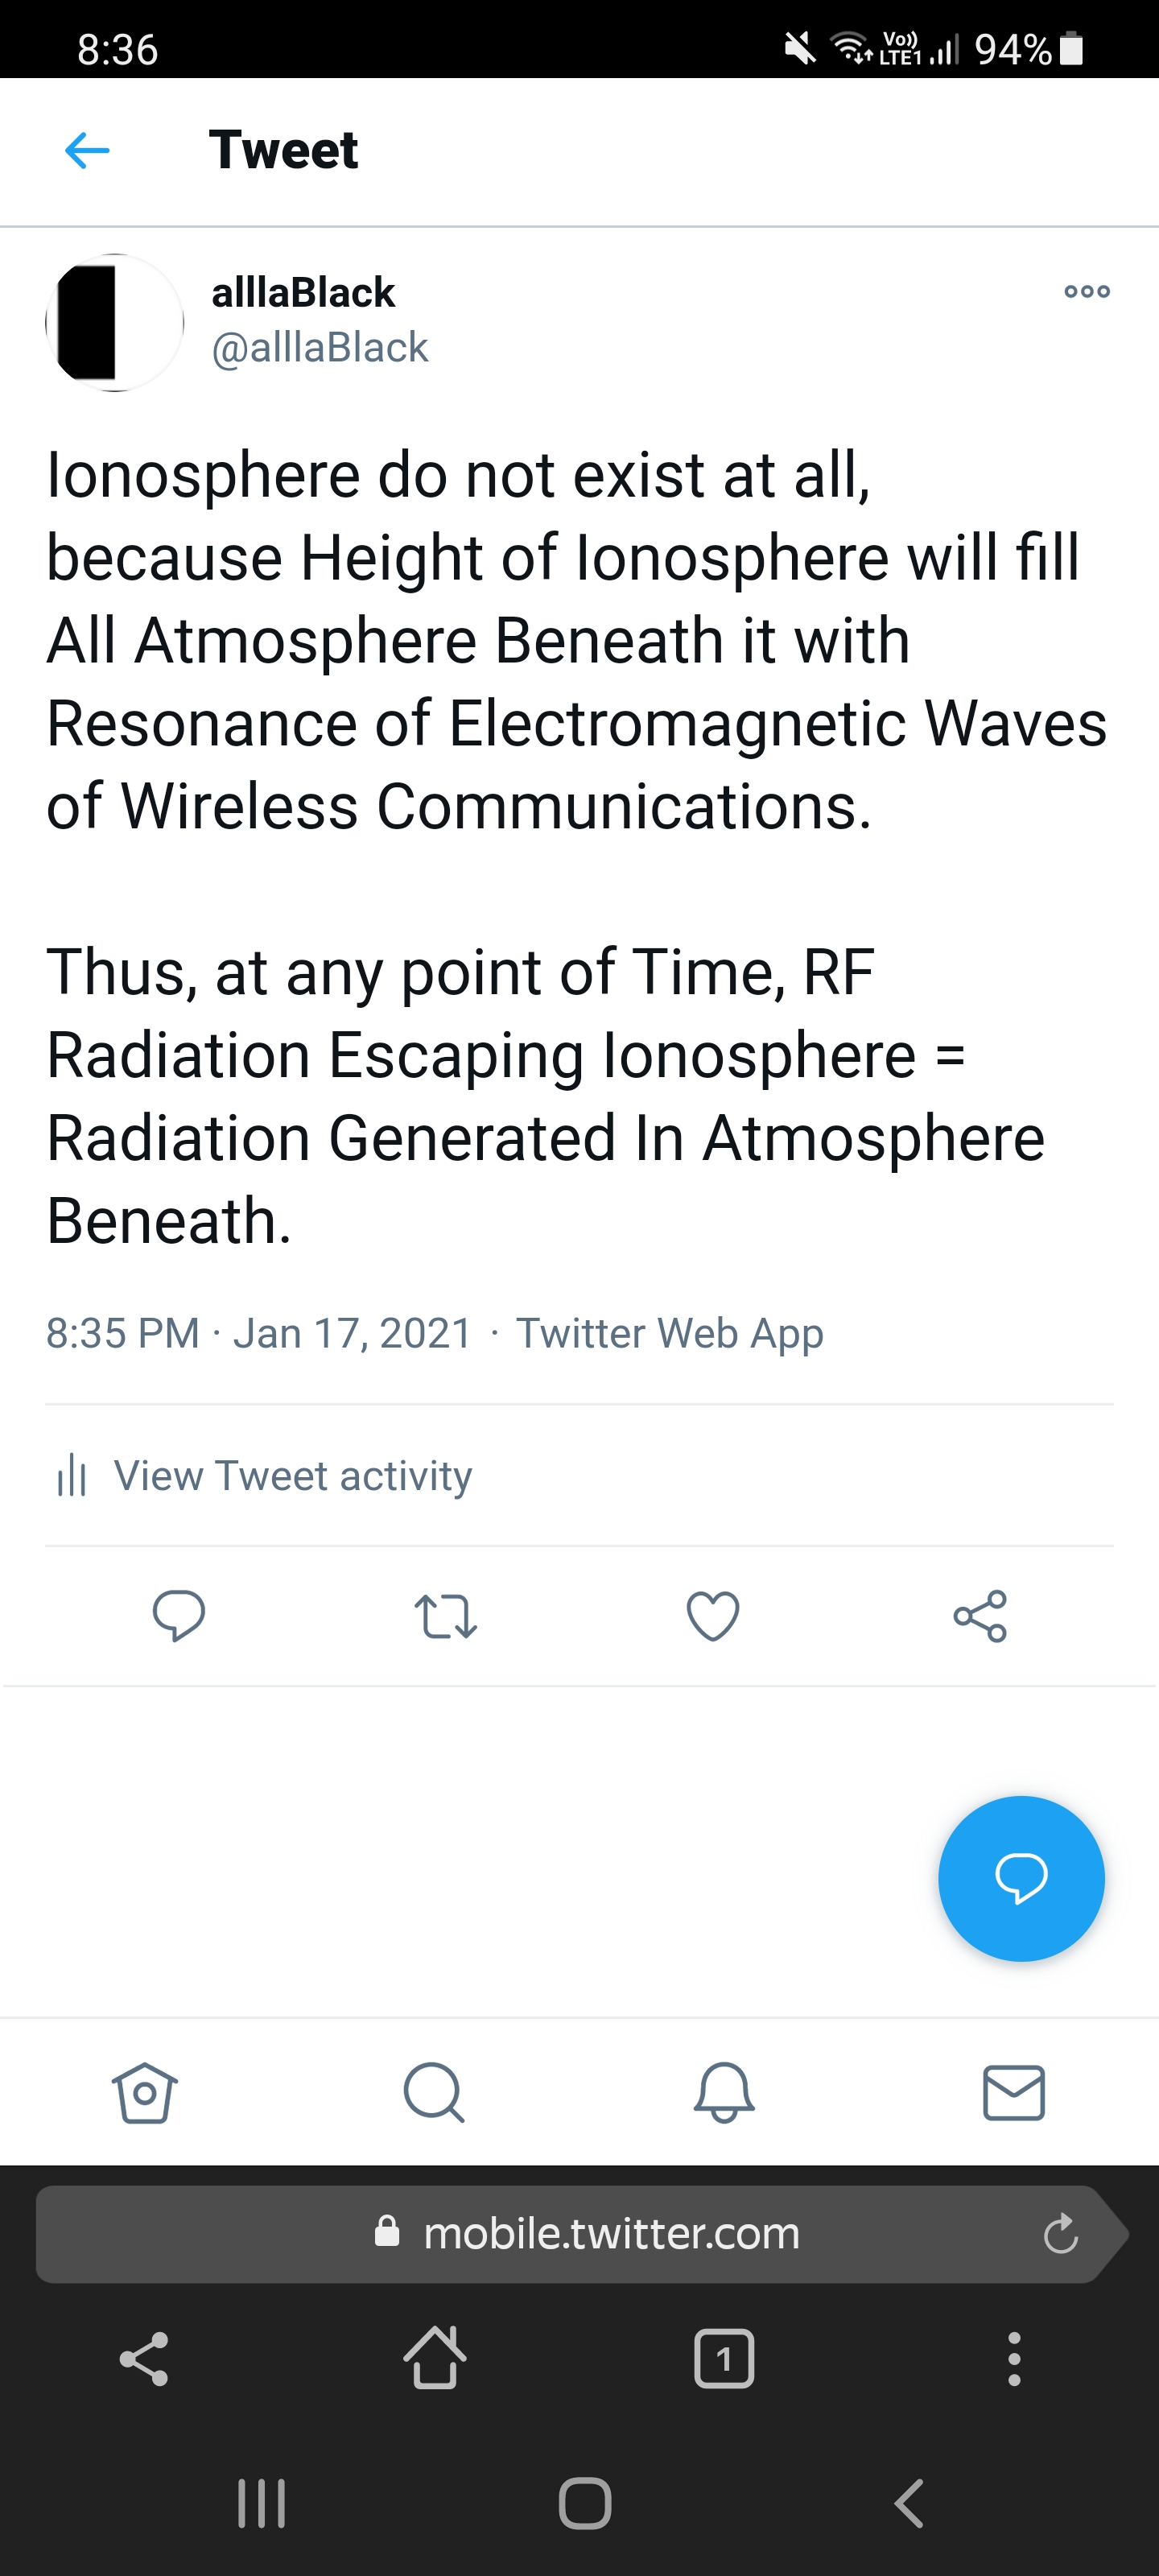 8:36
Vo)) LTE1 94%
Tweet
alllaBlack
@alllaBlack
Ionosphere do not exist at all,
because Height of Ionosphere will fill
All Atmosphere Beneath it with
Resonance of Electromagnetic Waves
of Wireless Communications.
Thus, at any point of Time, RF
Radiation Escaping Ionosphere =
Radiation Generated In Atmosphere
Beneath.
8:35 PM · Jan 17, 2021 · Twitter Web App
View Tweet activity
mobile.twitter.com
1